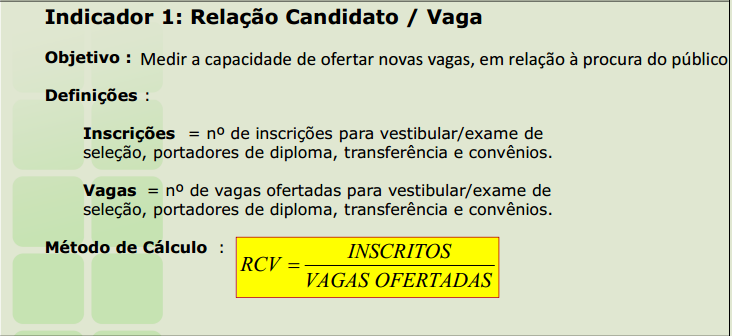 Indicador 1: Relação Candidato / Vaga
Objetivo : Medir a capacidade de ofertar novas vagas, em relação à procura do público
Definições :
Inscrições = nº de inscrições para vestibular/exame de
seleção, portadores de diploma, transferência e convênios.
Vagas = nº de vagas ofertadas para vestibular/exame de
seleção, portadores de diploma, transferência e convênios.
Método de Cálculo :
RCV = INSCRITOS
VAGAS OFERTADAS